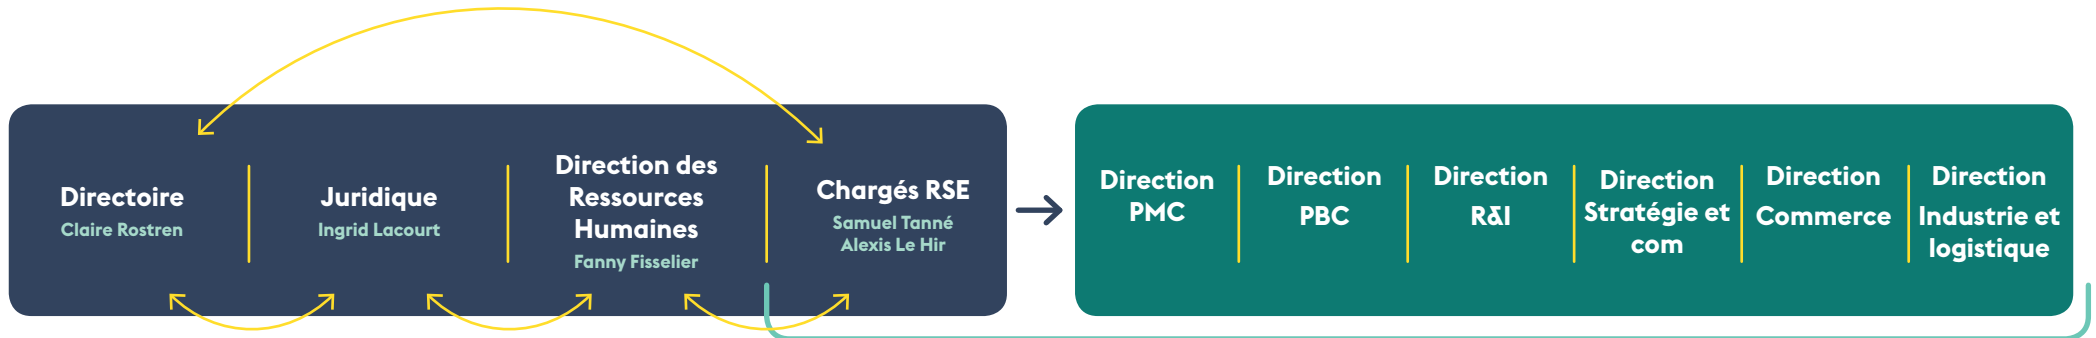 Directoire
Claire Rostren
Juridique
Ingrid Lacourt
Direction des
Ressources
Humaines
Fanny Fisselier
Chargés RSE
Samuel Tanné
Alexis Le Hir
Direction
PMC
Direction
PBC
Direction
R&I
Direction
Stratégie et
com
Direction
Commerce
Direction
Industrie et
logistique